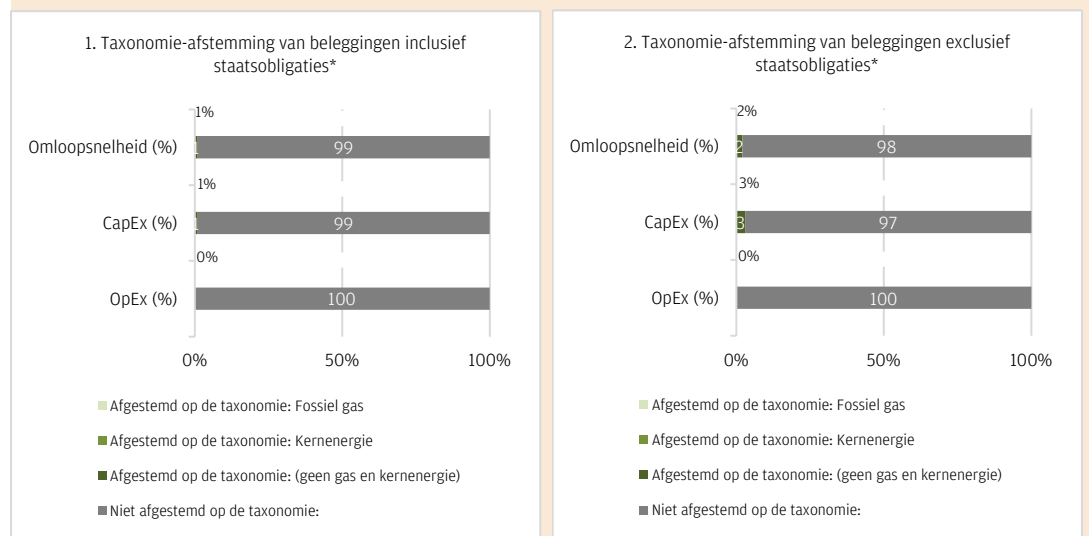 1. Taxonomie-afstemming van beleggingen inclusief
staatsobligaties*
1%
Omloopsnelheid (%)
1
99
1%
CapEx (%)
1
99
0%
OpEx (%)
100
0%
50%
100%
Afgestemd op de taxonomie: Fossiel gas
Afgestemd op de taxonomie: Kernenergie
Afgestemd op de taxonomie: (geen gas en kernenergie)
Niet afgestemd op de taxonomie:
2. Taxonomie-afstemming van beleggingen exclusief
staatsobligaties*
2%
Omloopsnelheid (%)
2
98
3%
CapEx (%)
3
97
0%
OpEx (%)
100
0%
50%
100%
Afgestemd op de taxonomie: Fossiel gas
Afgestemd op de taxonomie: Kernenergie
Afgestemd op de taxonomie: (geen gas en kernenergie)
Niet afgestemd op de taxonomie: